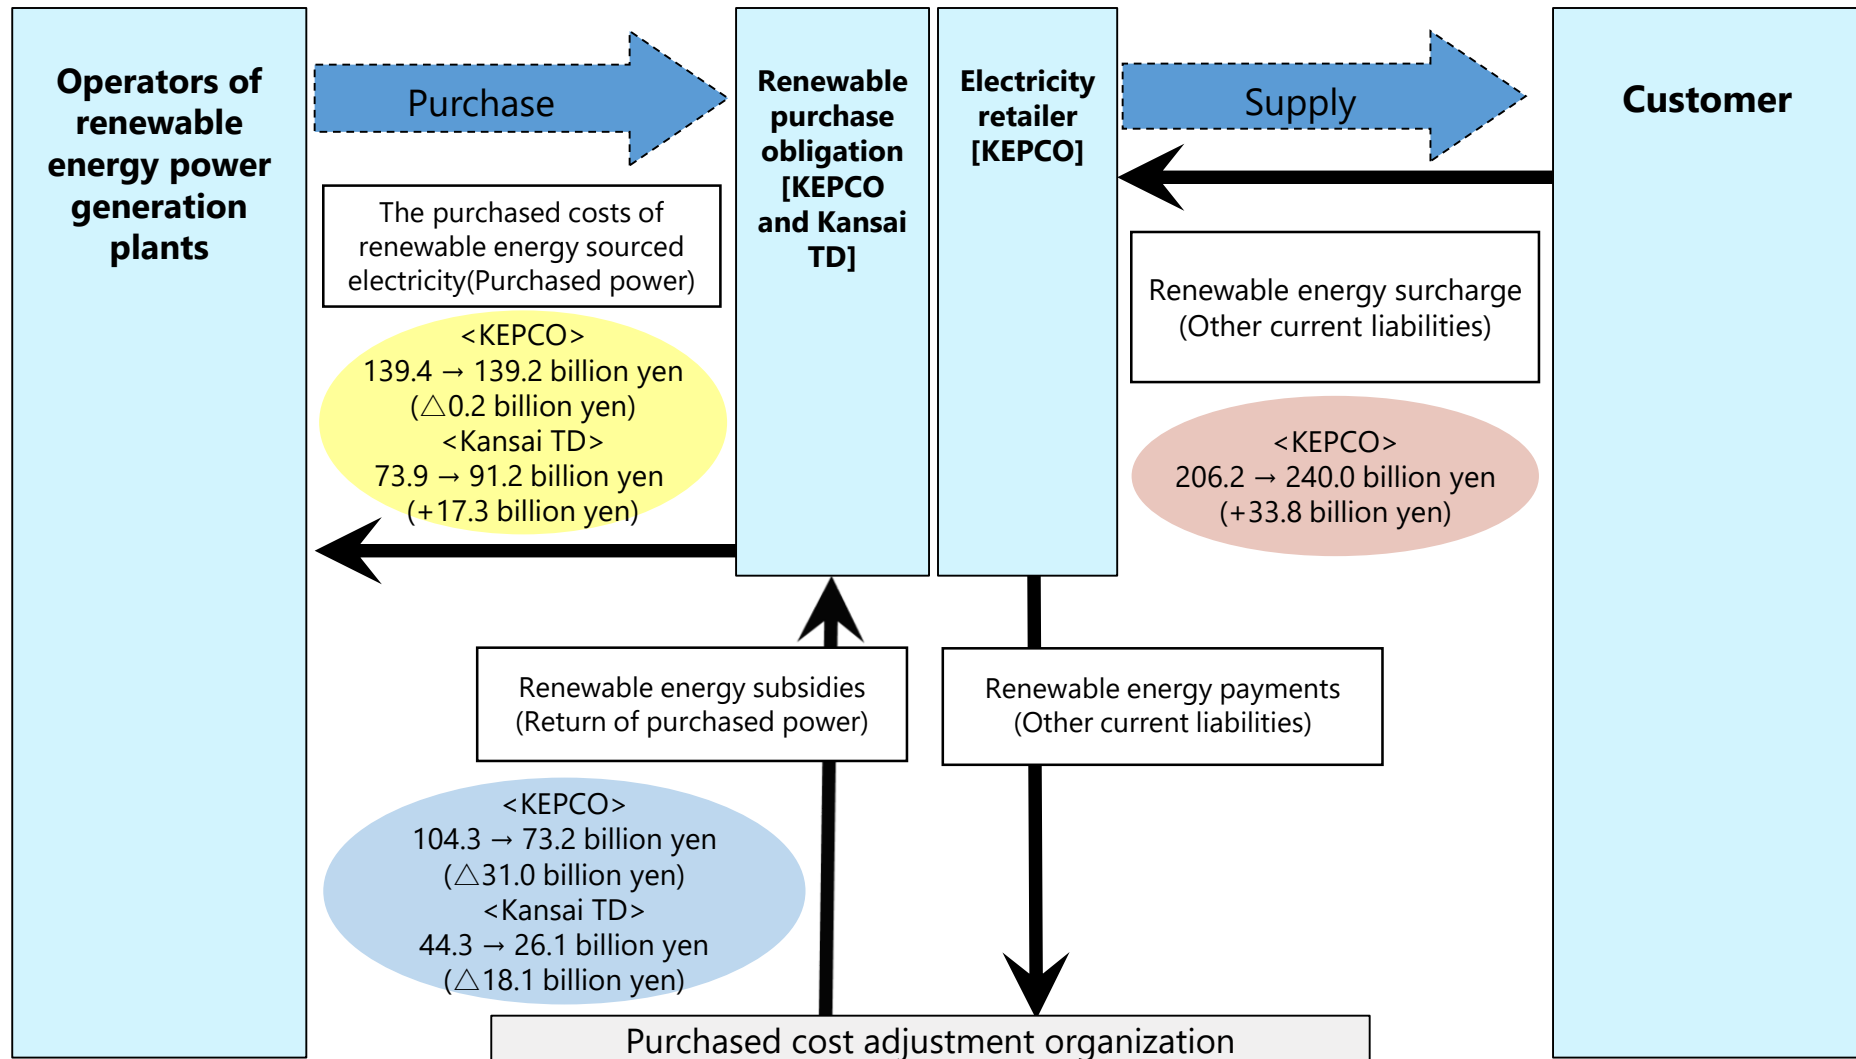 Operators of
renewable
energy power
generation
plants
Purchase
The purchased costs of
renewable energy sourced
electricity(Purchased power)
<KEPCO>
139.4 → 139.2 billion yen
(△0.2 billion yen)
<Kansai TD>
73.9 → 91.2 billion yen
(+17.3 billion yen)
Renewable
purchase
obligation
[KEPCO
and Kansai
TD]
Electricity
retailer
[KEPCO]
Supply
Renewable energy surcharge
(Other current liabilities)
<KEPCO>
206.2 → 240.0 billion yen
(+33.8 billion yen)
Customer
Renewable energy subsidies
(Return of purchased power)
<KEPCO>
104.3 → 73.2 billion yen
(△31.0 billion yen)
<Kansai TD>
44.3 → 26.1 billion yen
(△18.1 billion yen)
Renewable energy payments
(Other current liabilities)
Purchased cost adjustment organization